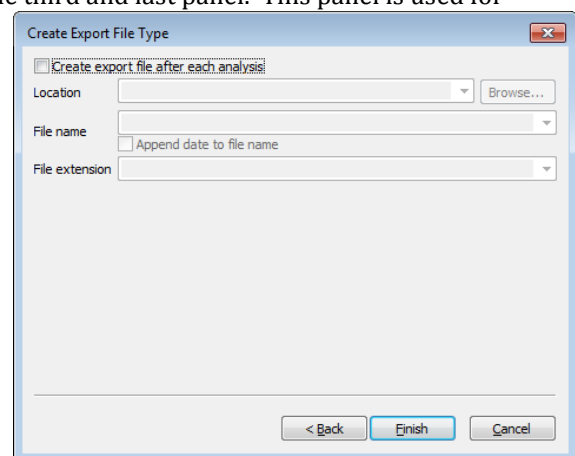 e third and last panel. This panel is used for
Create Export File Type
Create export file after each analysis
Location Browse...
File name
Append date to file name
File extension
< Back Finish Cancel